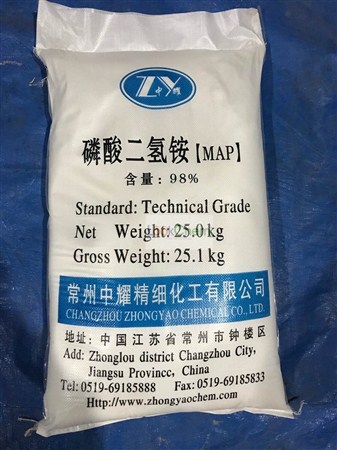 ZY
中耀
磷酸二氢铵【MAP】
含量：98%
Standard: Technical Grade
Net Weight: 25.0 kg
Gross Weight: 25.1 kg
常州中耀精细化工有限公司
CHANGZHOU ZHONGYAO CHEMICAL CO., LTD.
地址：中国江苏省常州市钟楼区
Add: Zhonglou district Changzhou City,
Jiangsu Provincc, China
Tel: 0519-69185888 Fax: 0519-69185833
Http://www.zhongyaochem.com